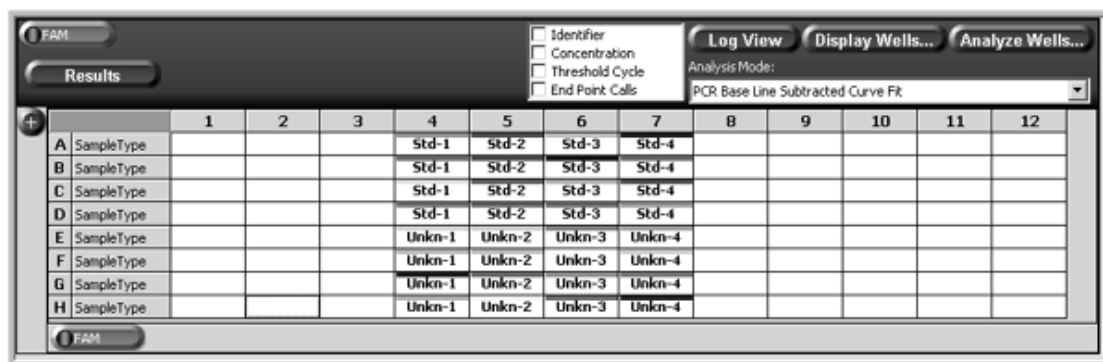 FAM
Results
Identifier
Concentration
Threshold Cycle
End Point Calls
Log View Display Wells... Analyze Wells...
Analysis Mode:
PCR Base Line Subtracted Curve Fit
1 2 3 4 5 6 7 8 9 10 11 12
A SampleType Std-1 Std-2 Std-3 Std-4
B SampleType Std-1 Std-2 Std-3 Std-4
C SampleType Std-1 Std-2 Std-3 Std-4
D SampleType Std-1 Std-2 Std-3 Std-4
E SampleType Unkn-1 Unkn-2 Unkn-3 Unkn-4
F SampleType Unkn-1 Unkn-2 Unkn-3 Unkn-4
G SampleType Unkn-1 Unkn-2 Unkn-3 Unkn-4
H SampleType Unkn-1 Unkn-2 Unkn-3 Unkn-4
FAM